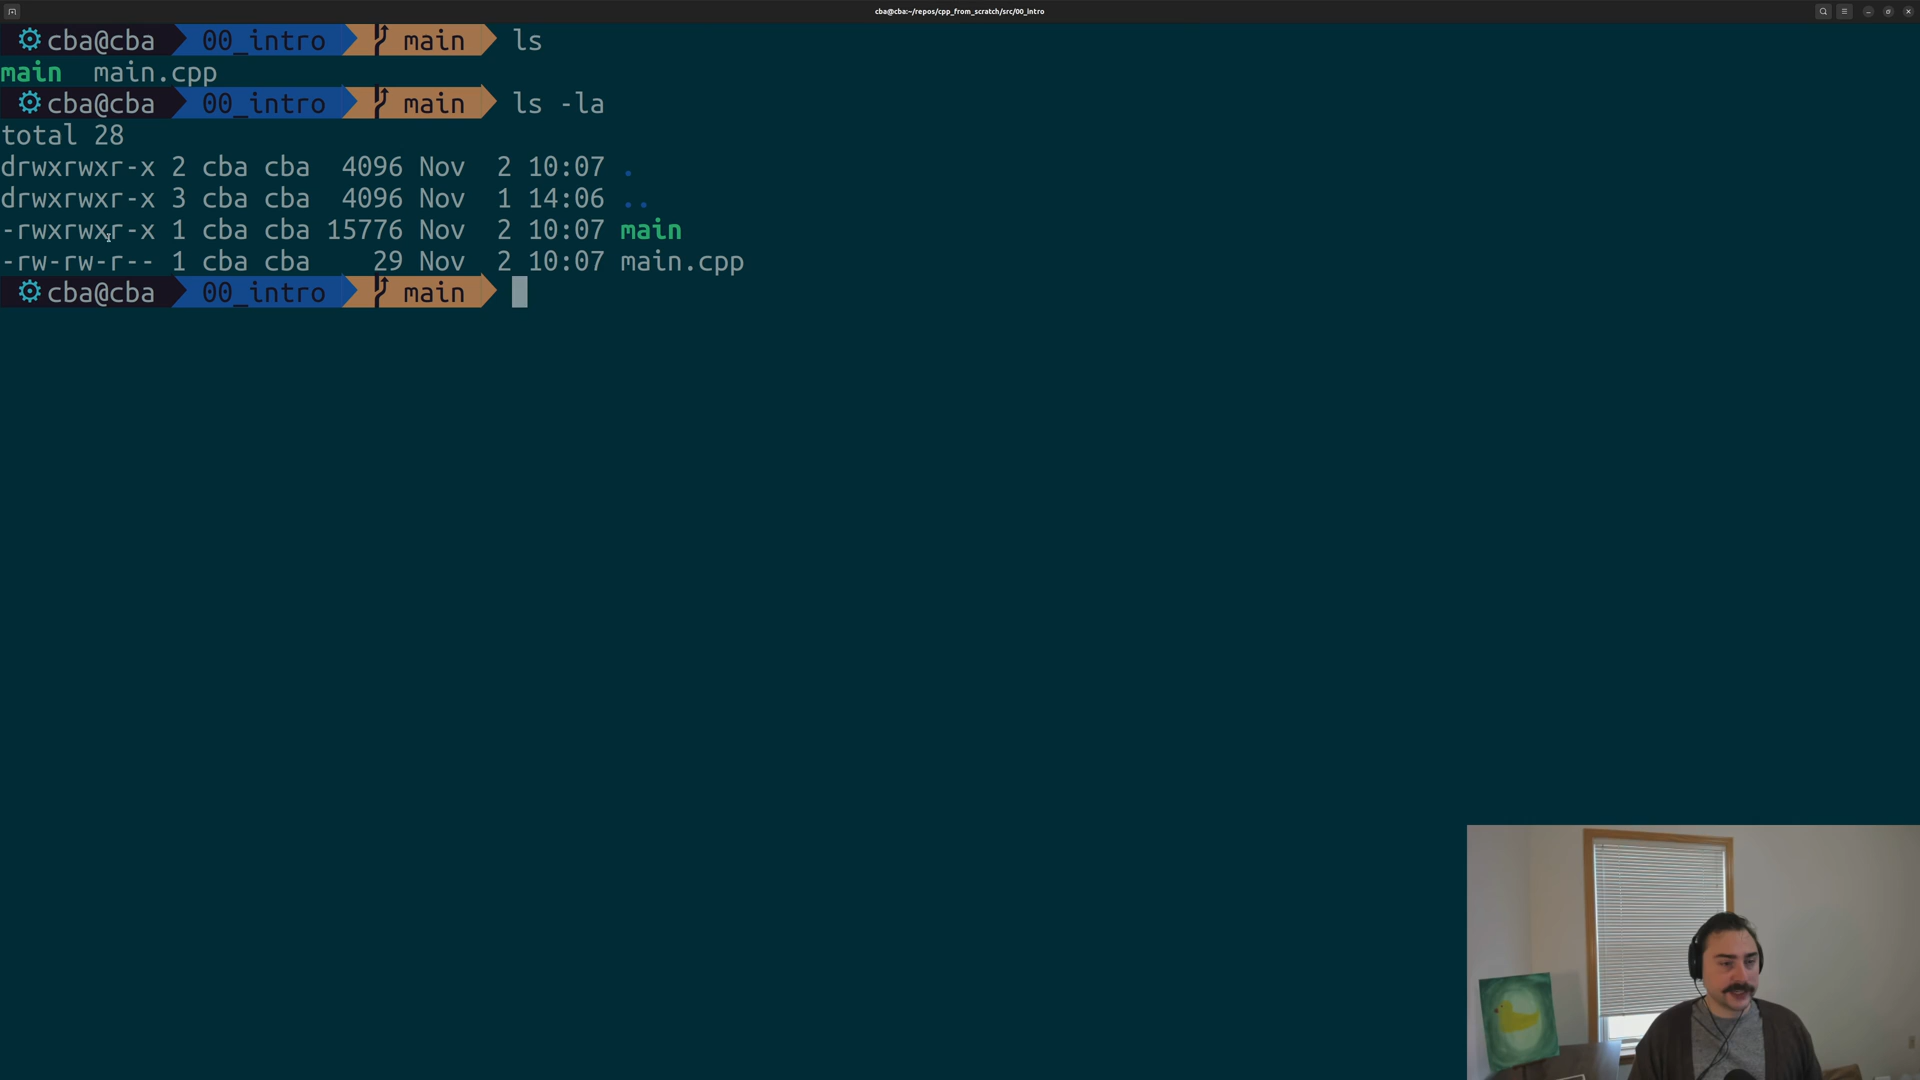 cba@cba:~/repos/cpp_from_scratch/src/00_intro
cba@cba 00_intro main ls
main main.cpp
cba@cba 00_intro main ls -la
total 28
drwxrwxr-x 2 cba cba 4096 Nov 2 10:07 .
drwxrwxr-x 3 cba cba 4096 Nov 1 14:06 ..
-rwxrwxr-x 1 cba cba 15776 Nov 2 10:07 main
-rw-rw-r-- 1 cba cba 29 Nov 2 10:07 main.cpp
cba@cba 00_intro main